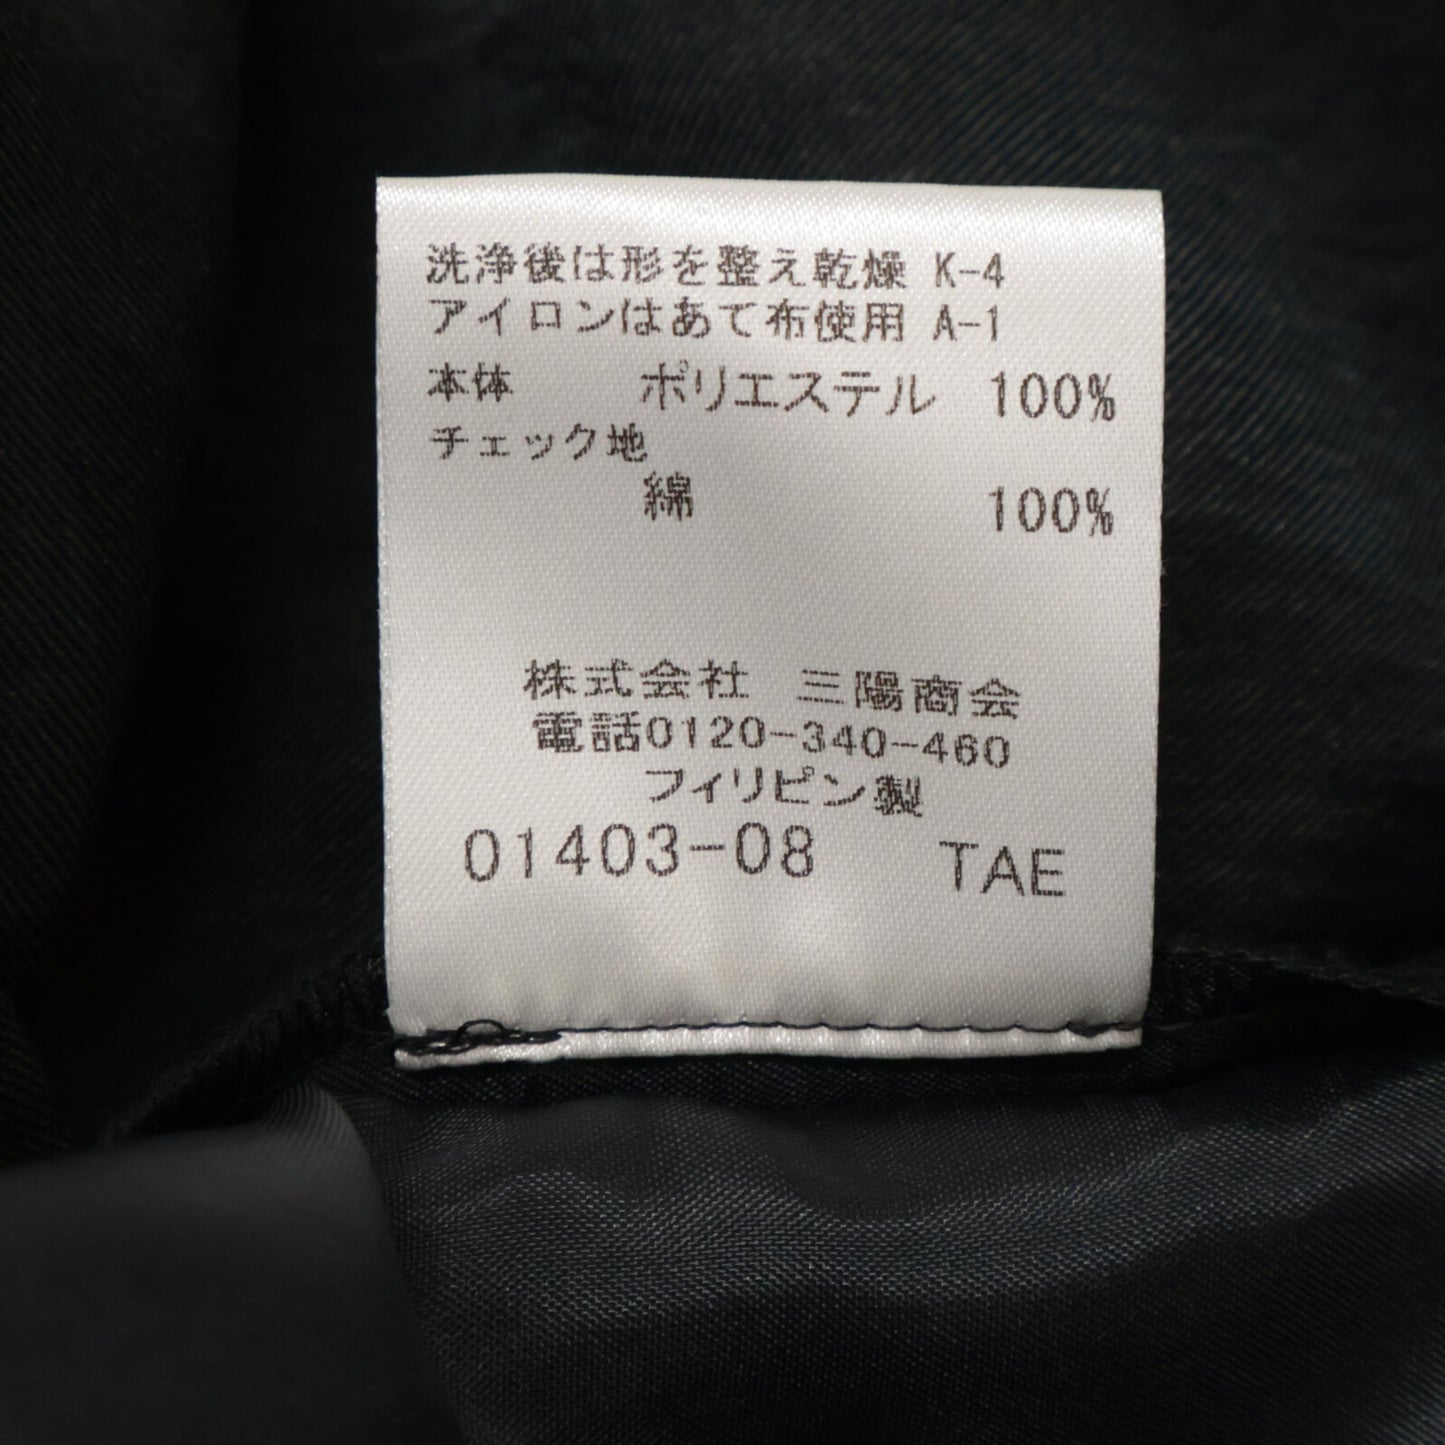 洗浄後は形を整え乾燥 K-4
アイロンはあて布使用 A-1
本体 ポリエステル 100%
チェック地
綿 100%
株式会社 三陽商会
電話0120-340-460
フィリピン製
01403-08 TAE